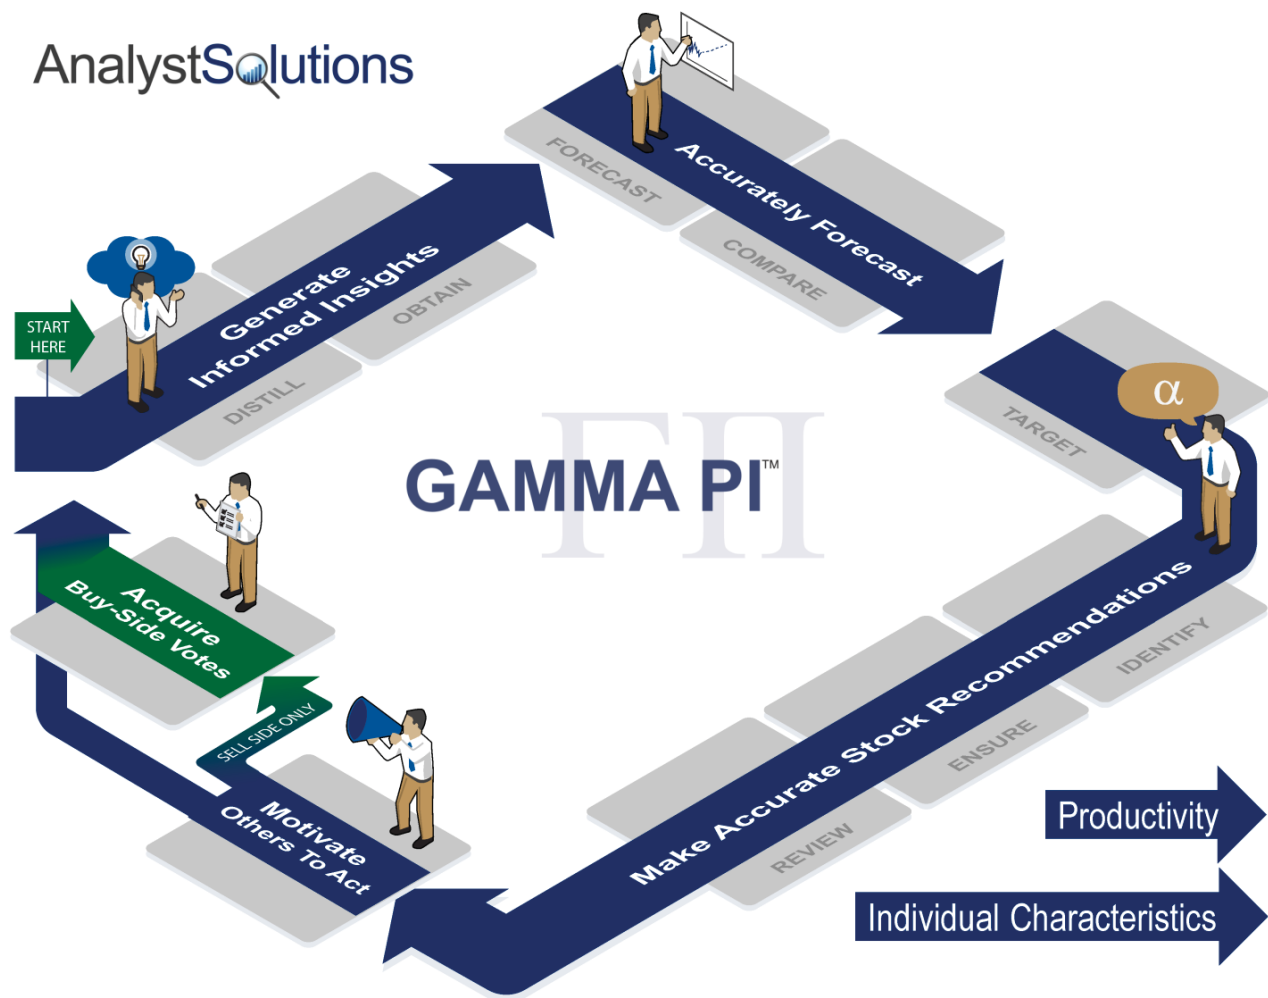 AnalystSolutions
START
HERE
Generate
Informed Insights
DISTILL
OBTAIN
Accurately Forecast
FORECAST
COMPARE
TARGET
α
GAMMA PI™
ΓΠ
Make Accurate Stock Recommendations
IDENTIFY
ENSURE
REVIEW
Motivate
Others To Act
SELL SIDE ONLY
Acquire
Buy-Side Votes
Productivity
Individual Characteristics